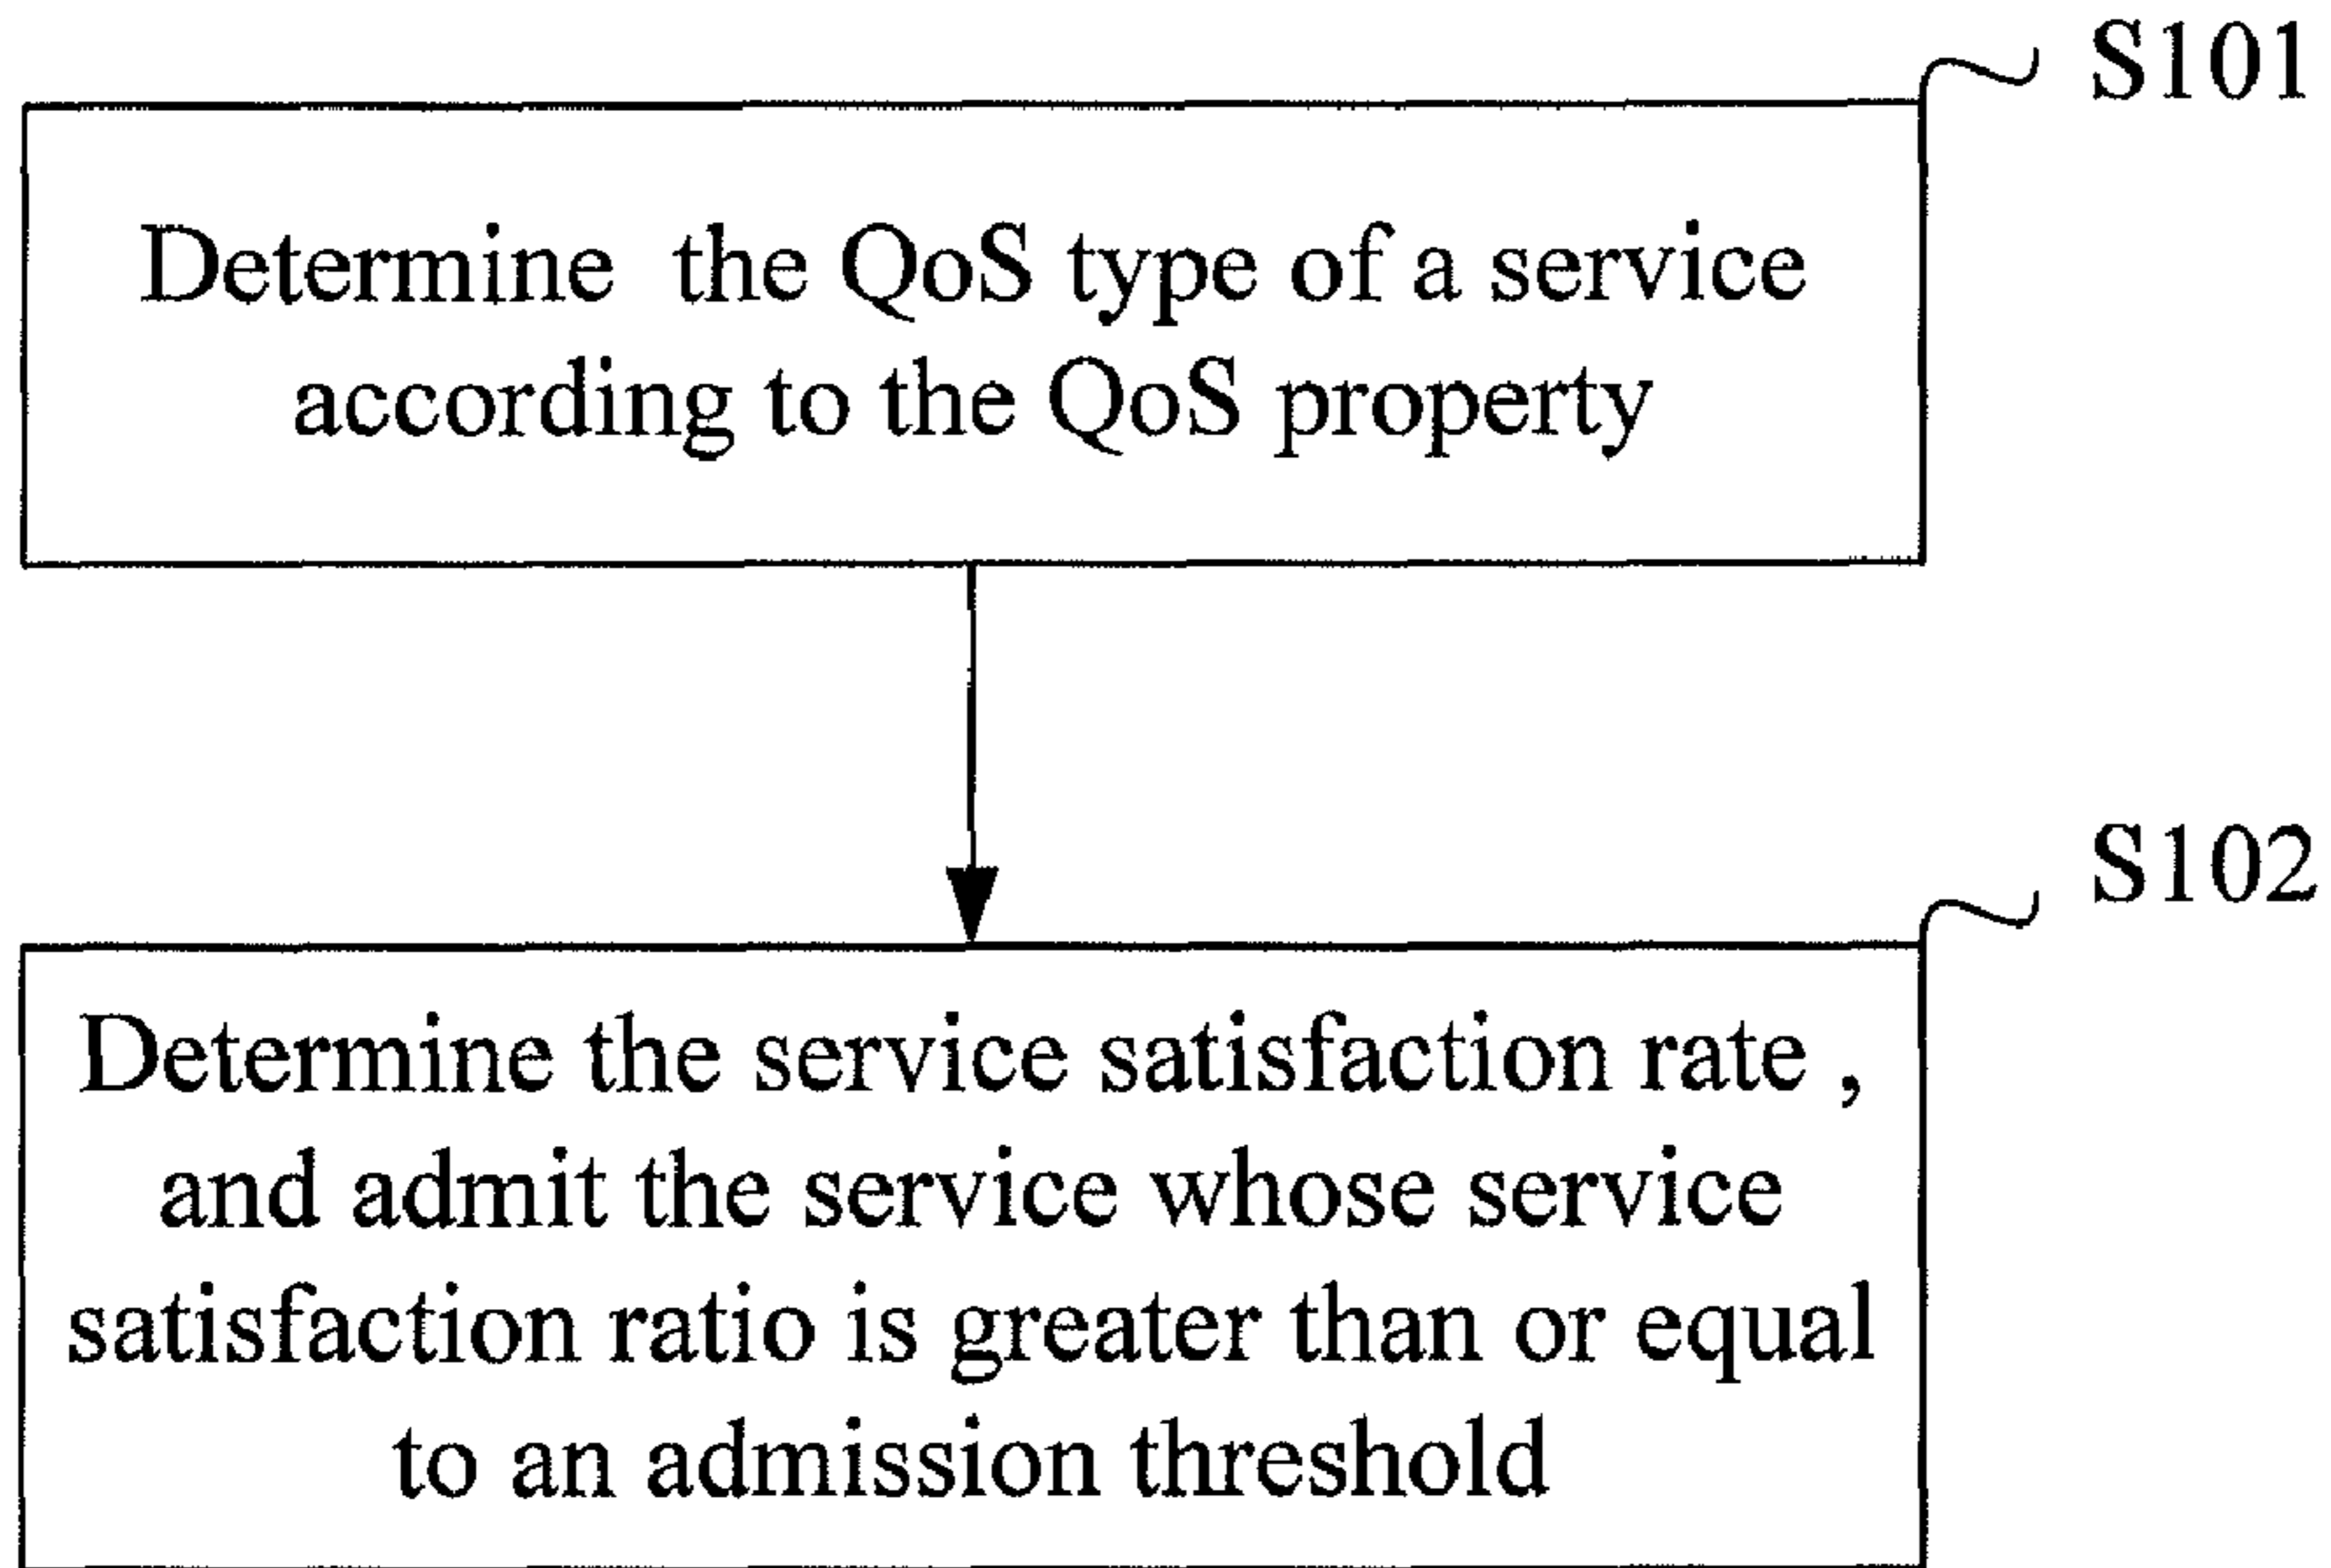 S101
Determine the QoS type of a service
according to the QoS property
S102
Determine the service satisfaction rate ,
and admit the service whose service
satisfaction ratio is greater than or equal
to an admission threshold